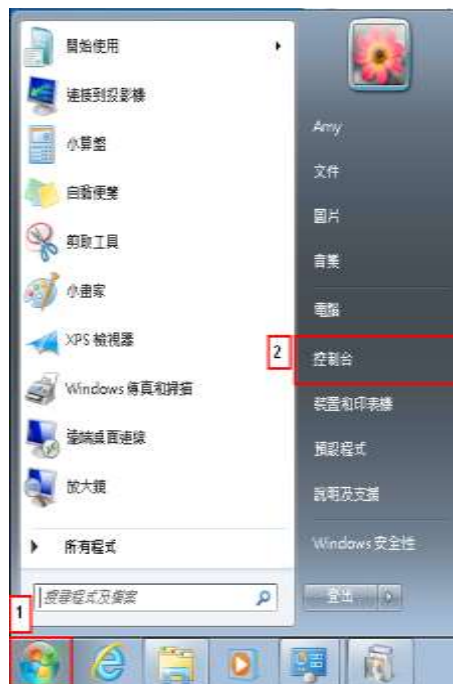 開始使用
連接到投影機
小算盤
自黏便箋
剪取工具
小畫家
XPS 檢視器
Windows 傳真和掃描
遠端桌面連線
放大鏡
所有程式
搜尋程式及檔案
1
Amy
文件
圖片
音樂
電腦
2
控制台
裝置和印表機
預設程式
說明及支援
Windows 安全性
登出